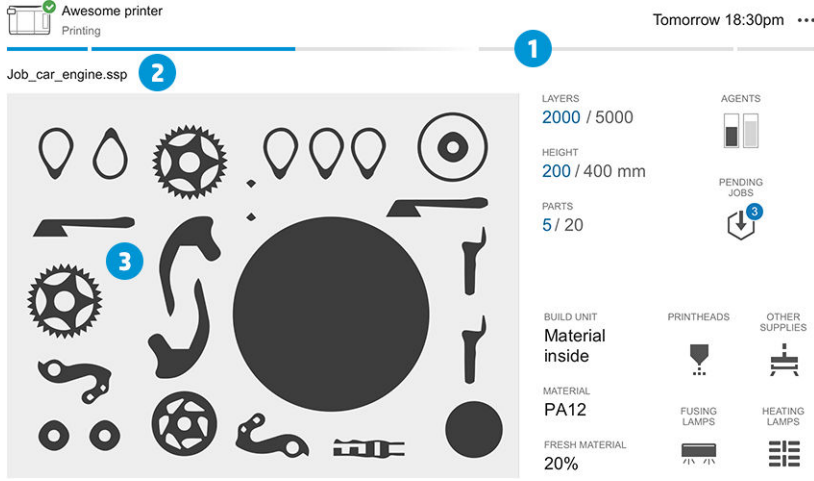 Awesome printer
Printing
Tomorrow 18:30pm
1
Job_car_engine.ssp
2
LAYERS
2000 / 5000
AGENTS
HEIGHT
200 / 400 mm
PENDING
JOBS
3
PARTS
5 / 20
3
BUILD UNIT
Material
inside
PRINTHEADS
OTHER
SUPPLIES
MATERIAL
PA12
FUSING
LAMPS
HEATING
LAMPS
FRESH MATERIAL
20%